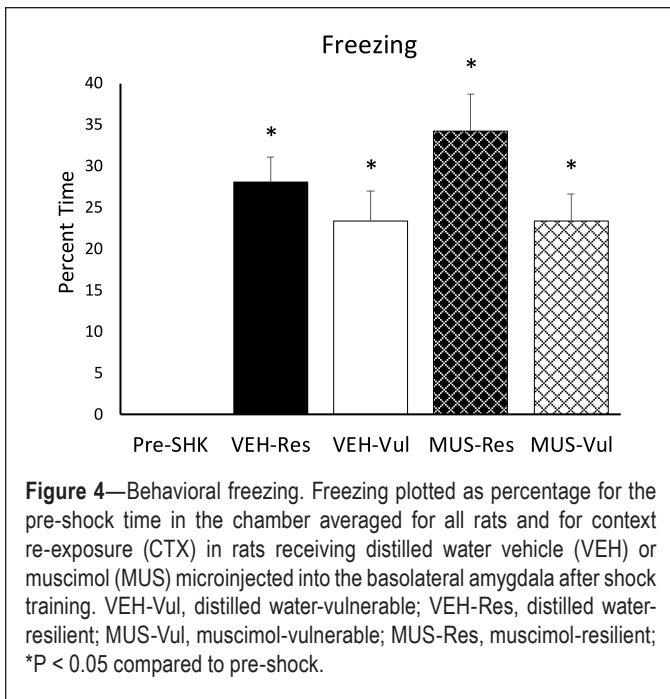 Freezing
*
*
*
*
40
35
30
25
20
15
10
5
0
Percent Time
Pre-SHK VEH-Res VEH-Vul MUS-Res MUS-Vul
Figure 4—Behavioral freezing. Freezing plotted as percentage for the
pre-shock time in the chamber averaged for all rats and for context
re-exposure (CTX) in rats receiving distilled water vehicle (VEH) or
muscimol (MUS) microinjected into the basolateral amygdala after shock
training. VEH-Vul, distilled water-vulnerable; VEH-Res, distilled water-
resilient; MUS-Vul, muscimol-vulnerable; MUS-Res, muscimol-resilient;
*P < 0.05 compared to pre-shock.